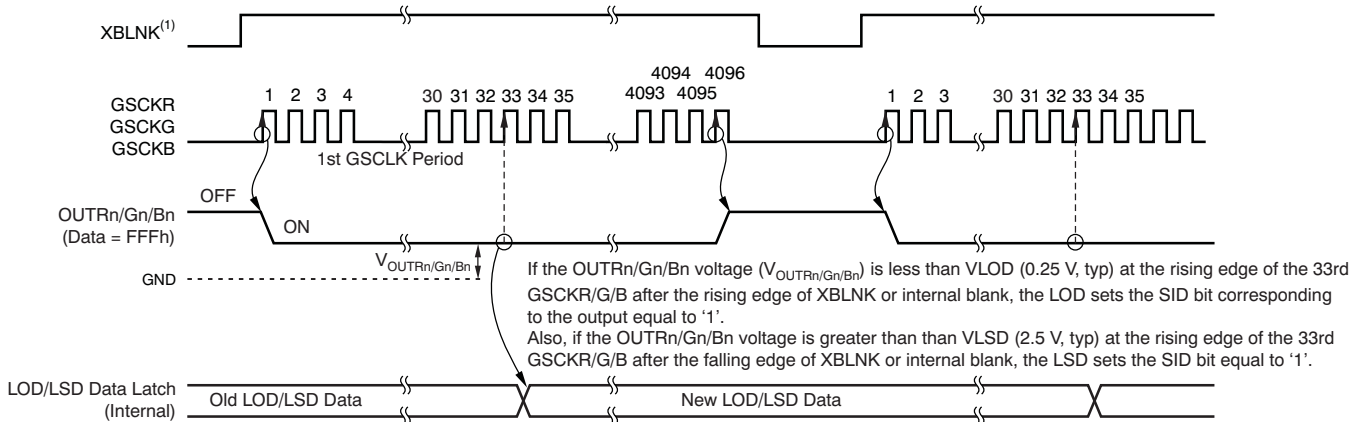 XBLNK(1)
4094 4096
GSCKR
GSCKG
GSCKB
1 2 3 4 30 31 32 33 34 35 4093 4095 1 2 3 30 31 32 33 34 35
1st GSCLK Period
OFF
OUTRn/Gn/Bn
(Data = FFFh)
ON
VOUTRn/Gn/Bn
GND
If the OUTRn/Gn/Bn voltage (VOUTRn/Gn/Bn) is less than VLOD (0.25 V, typ) at the rising edge of the 33rd
GSCKR/G/B after the rising edge of XBLNK or internal blank, the LOD sets the SID bit corresponding
to the output equal to ‘1’.
Also, if the OUTRn/Gn/Bn voltage is greater than than VLSD (2.5 V, typ) at the rising edge of the 33rd
GSCKR/G/B after the falling edge of XBLNK or internal blank, the LSD sets the SID bit equal to ‘1’.
LOD/LSD Data Latch
(Internal)
Old LOD/LSD Data
New LOD/LSD Data